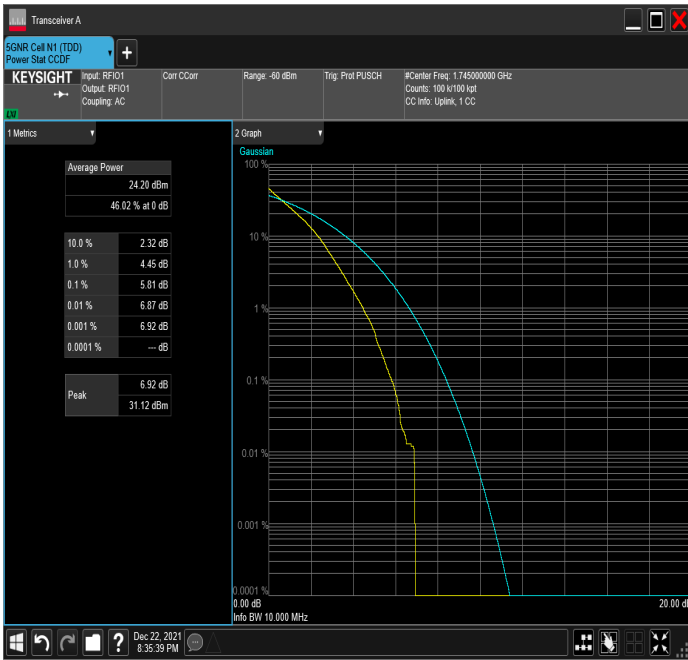 Transceiver A
5GNR Cell N1 (TDD)
Power Stat CCDF
KEYSIGHT
Input: RFIO1
Output: RFIO1
Coupling: AC
Corr CCorr
Range: -60 dBm
Trig: Prot PUSCH
#Center Freq: 1.745000000 GHz
Counts: 100 k/100 kpt
CC Info: Uplink, 1 CC
LXI
1 Metrics
Average Power
24.20 dBm
46.02 % at 0 dB
10.0 % 2.32 dB
1.0 % 4.45 dB
0.1 % 5.81 dB
0.01 % 6.87 dB
0.001 % 6.92 dB
0.0001 % --- dB
Peak
6.92 dB
31.12 dBm
2 Graph
Gaussian
100 %
10 %
1 %
0.1 %
0.01 %
0.001 %
0.0001 %
0.00 dB
20.00 dB
Info BW 10.000 MHz
Dec 22, 2021
8:35:39 PM